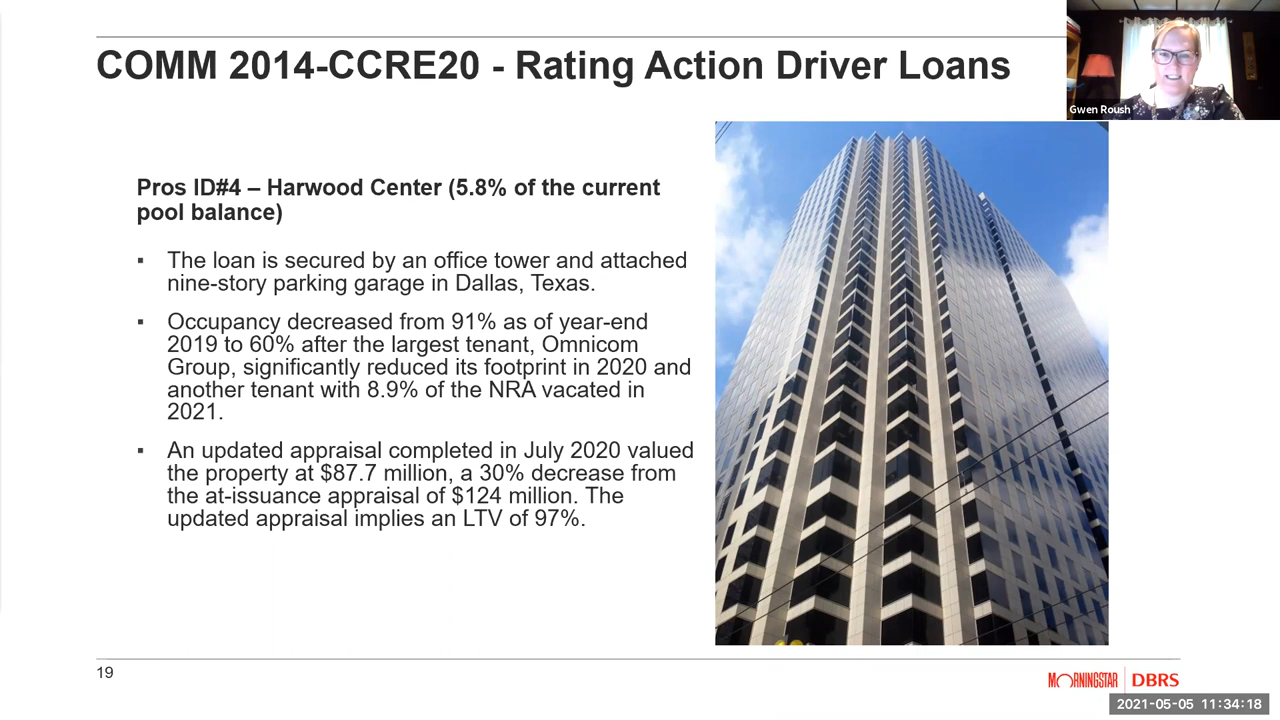 COMM 2014-CCRE20 - Rating Action Driver Loans
Gwen Roush
Pros ID#4 – Harwood Center (5.8% of the current
pool balance)
▪ The loan is secured by an office tower and attached
nine-story parking garage in Dallas, Texas.
▪ Occupancy decreased from 91% as of year-end
2019 to 60% after the largest tenant, Omnicom
Group, significantly reduced its footprint in 2020 and
another tenant with 8.9% of the NRA vacated in
2021.
▪ An updated appraisal completed in July 2020 valued
the property at $87.7 million, a 30% decrease from
the at-issuance appraisal of $124 million. The
updated appraisal implies an LTV of 97%.
19
MORNINGSTAR | DBRS
2021-05-05 11:34:18